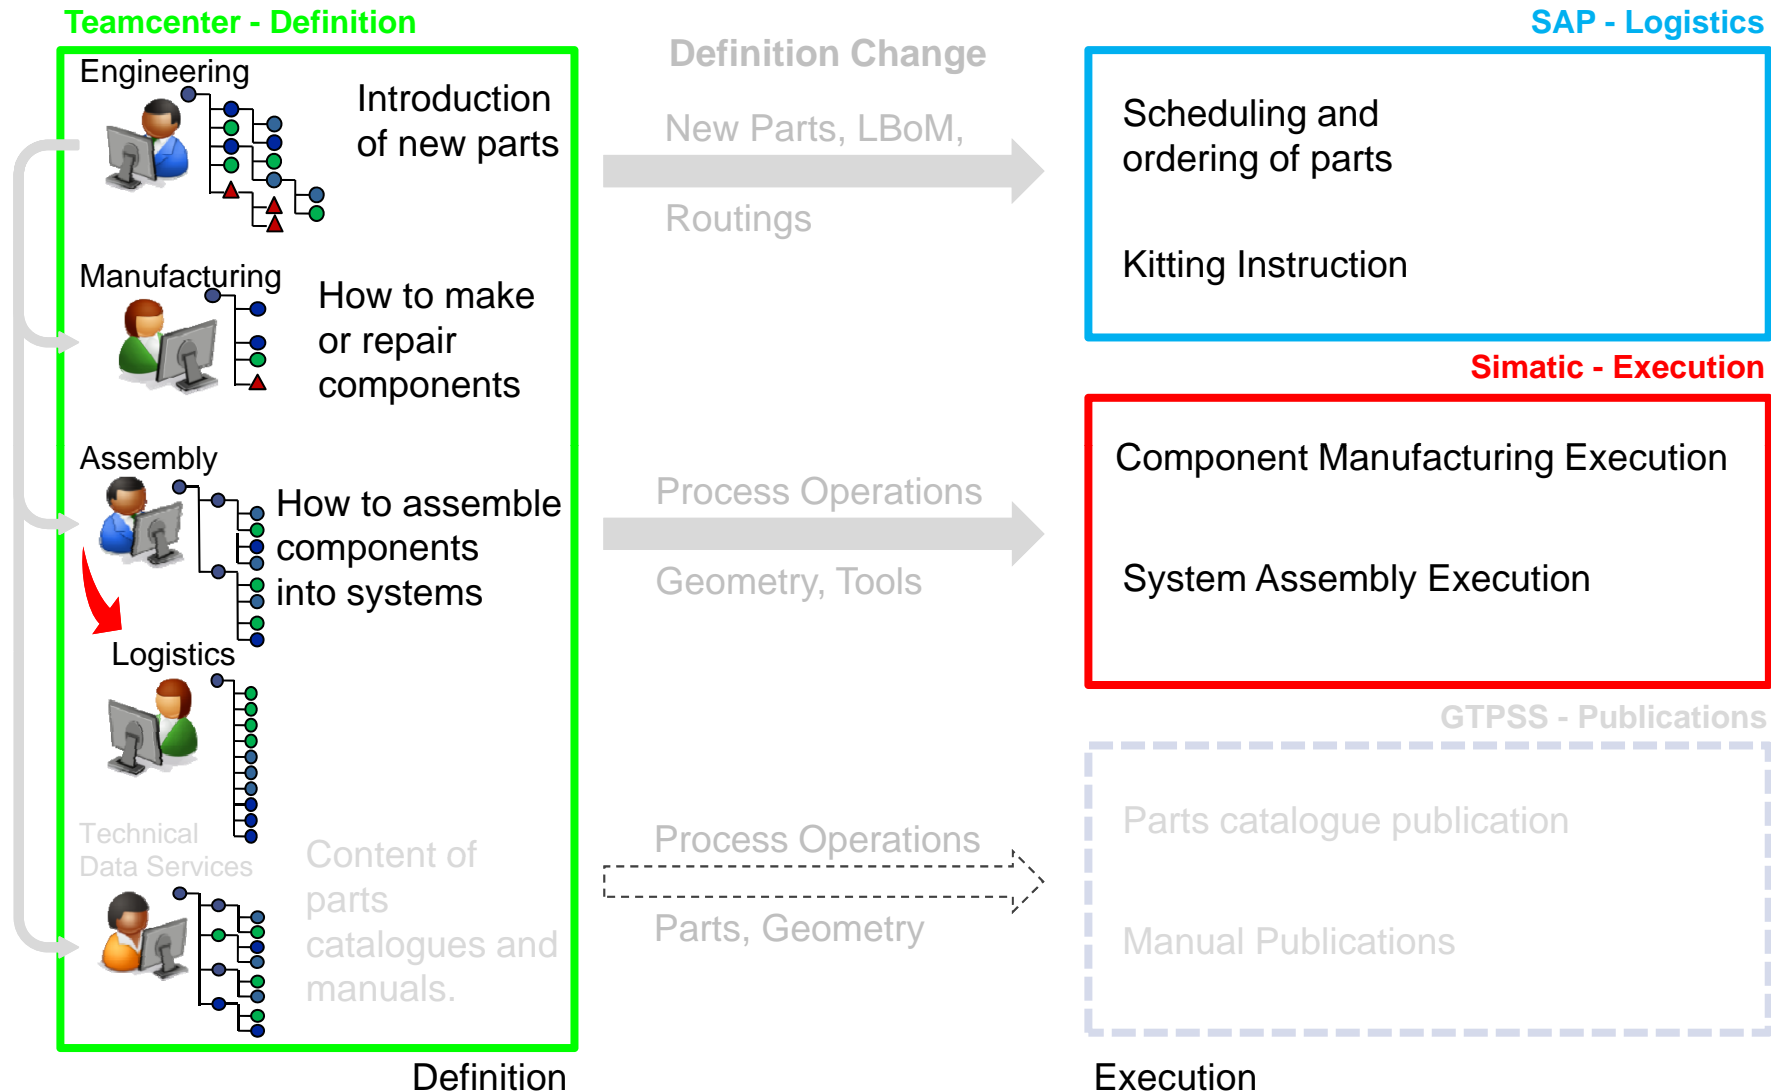 Teamcenter - Definition
Engineering
Introduction
of new parts
Manufacturing
How to make
or repair
components
Assembly
How to assemble
components
into systems
Logistics
Technical
Data Services
Content of
parts
catalogues and
manuals.
Definition
Definition Change
New Parts, LBoM,
Routings
Process Operations
Geometry, Tools
Process Operations
Parts, Geometry
SAP - Logistics
Scheduling and
ordering of parts
Kitting Instruction
Simatic - Execution
Component Manufacturing Execution
System Assembly Execution
GTPSS - Publications
Parts catalogue publication
Manual Publications
Execution